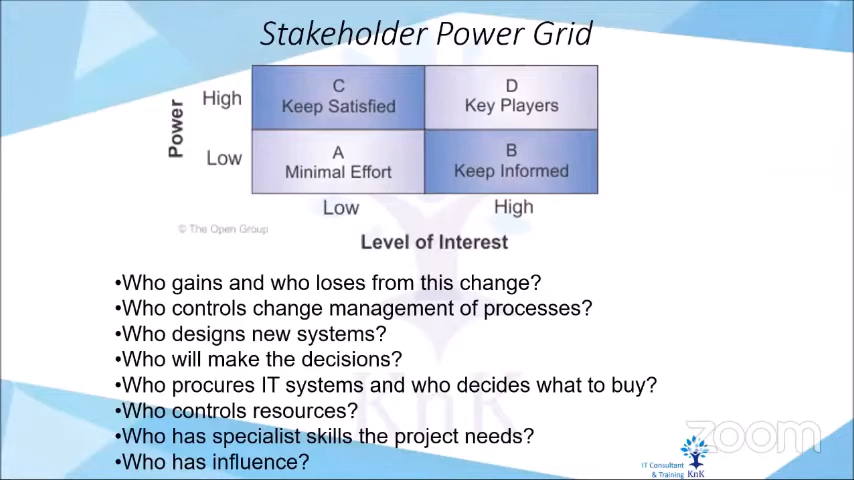 Stakeholder Power Grid
Power
High
C
Keep Satisfied
D
Key Players
Low
A
Minimal Effort
B
Keep Informed
Low
High
© The Open Group
Level of Interest
•Who gains and who loses from this change?
•Who controls change management of processes?
•Who designs new systems?
•Who will make the decisions?
•Who procures IT systems and who decides what to buy?
•Who controls resources?
•Who has specialist skills the project needs?
•Who has influence?
KnK
zoom
IT Consultant
& Training
KnK